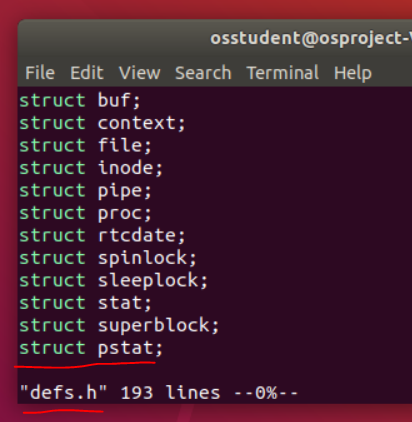 osstudent@osproject-
File Edit View Search Terminal Help
struct buf;
struct context;
struct file;
struct inode;
struct pipe;
struct proc;
struct rtcdate;
struct spinlock;
struct sleeplock;
struct stat;
struct superblock;
struct pstat;
"defs.h" 193 lines --0%--